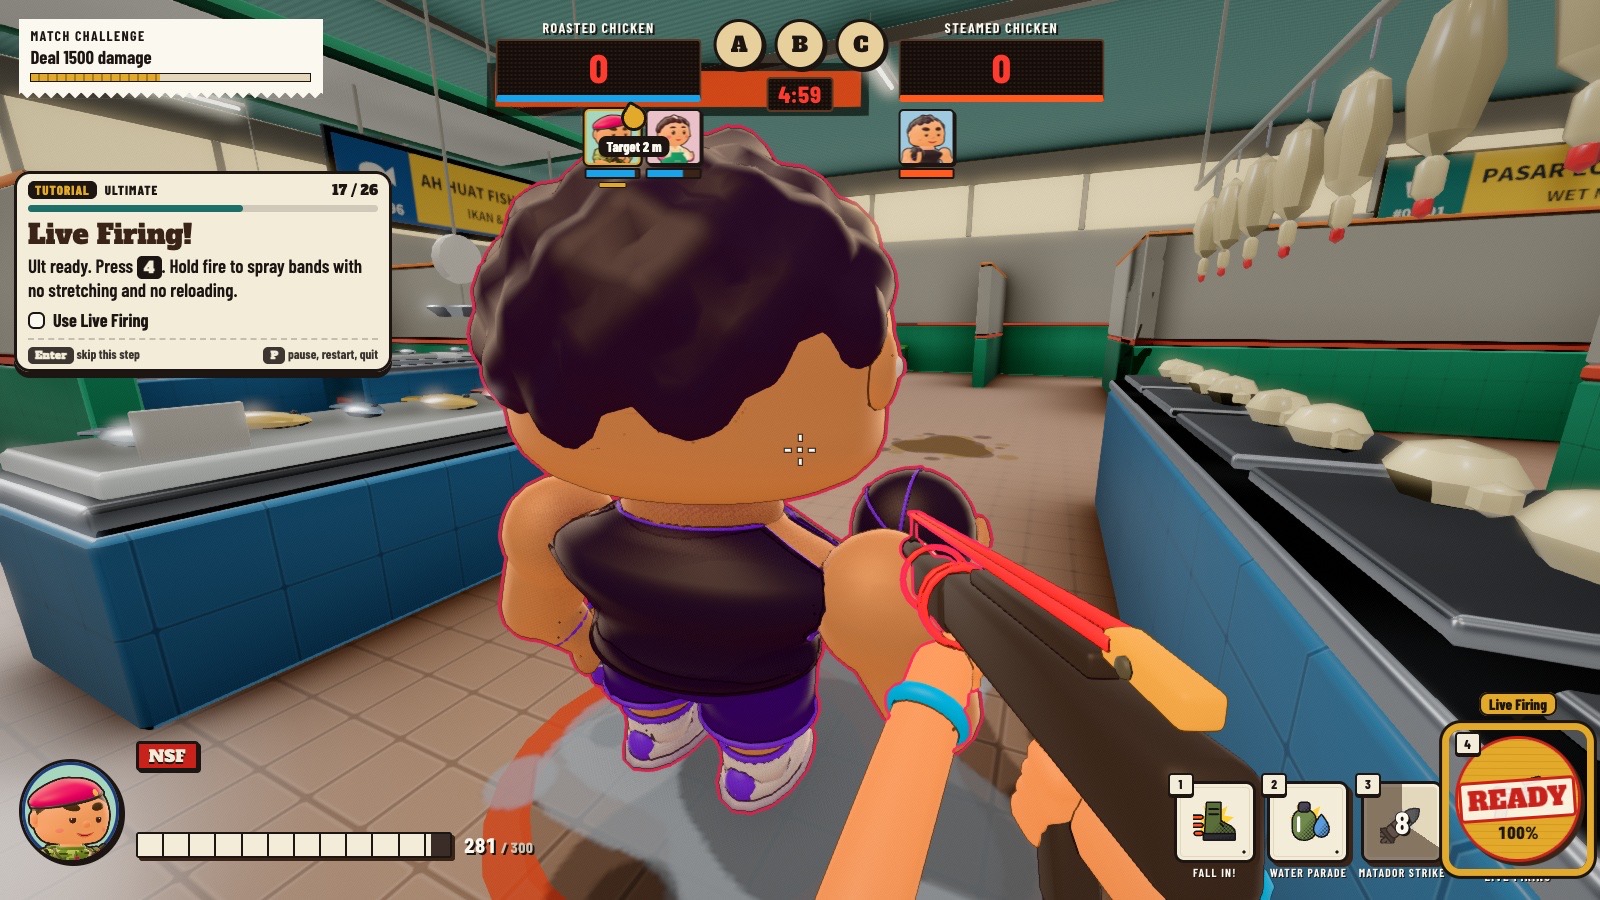 MATCH CHALLENGE
Deal 1500 damage
ROASTED CHICKEN
0
A
B
C
4:59
STEAMED CHICKEN
0
Target 2 m
TUTORIAL ULTIMATE 17 / 26
Live Firing!
Ult ready. Press 4. Hold fire to spray bands with
no stretching and no reloading.
Use Live Firing
Enter skip this step
P pause, restart, quit
AH HUAT FISH
IKAN &
PASAR
WET
NSF
281 / 300
Live Firing
1
FALL IN!
2
WATER PARADE
3
8
MATADOR STRIKE
4
READY
100%
LIVE FIRING